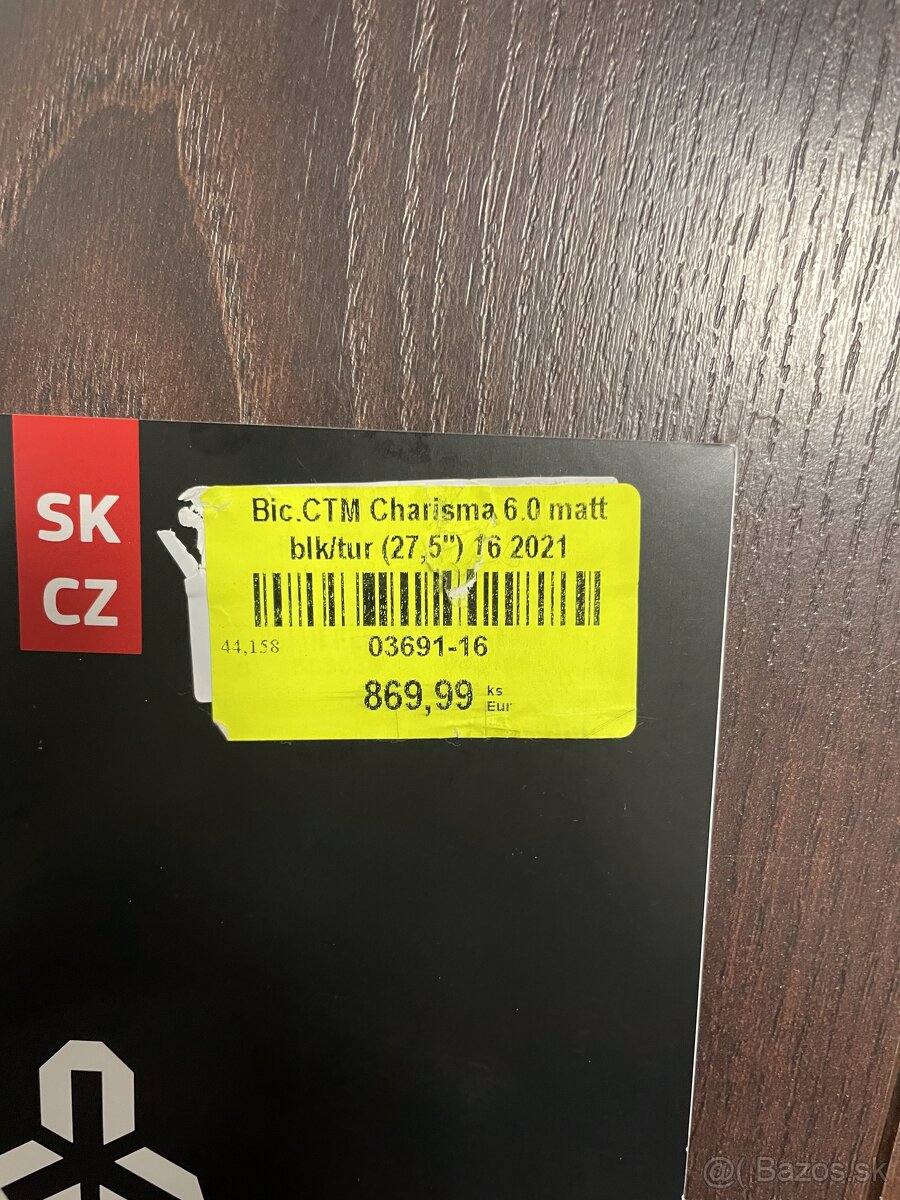 SK
CZ
Bic.CTM Charisma 6.0 matt
blk/tur (27,5") 16 2021
44,158
03691-16
869,99 ks
Eur
@( Bazos.sk